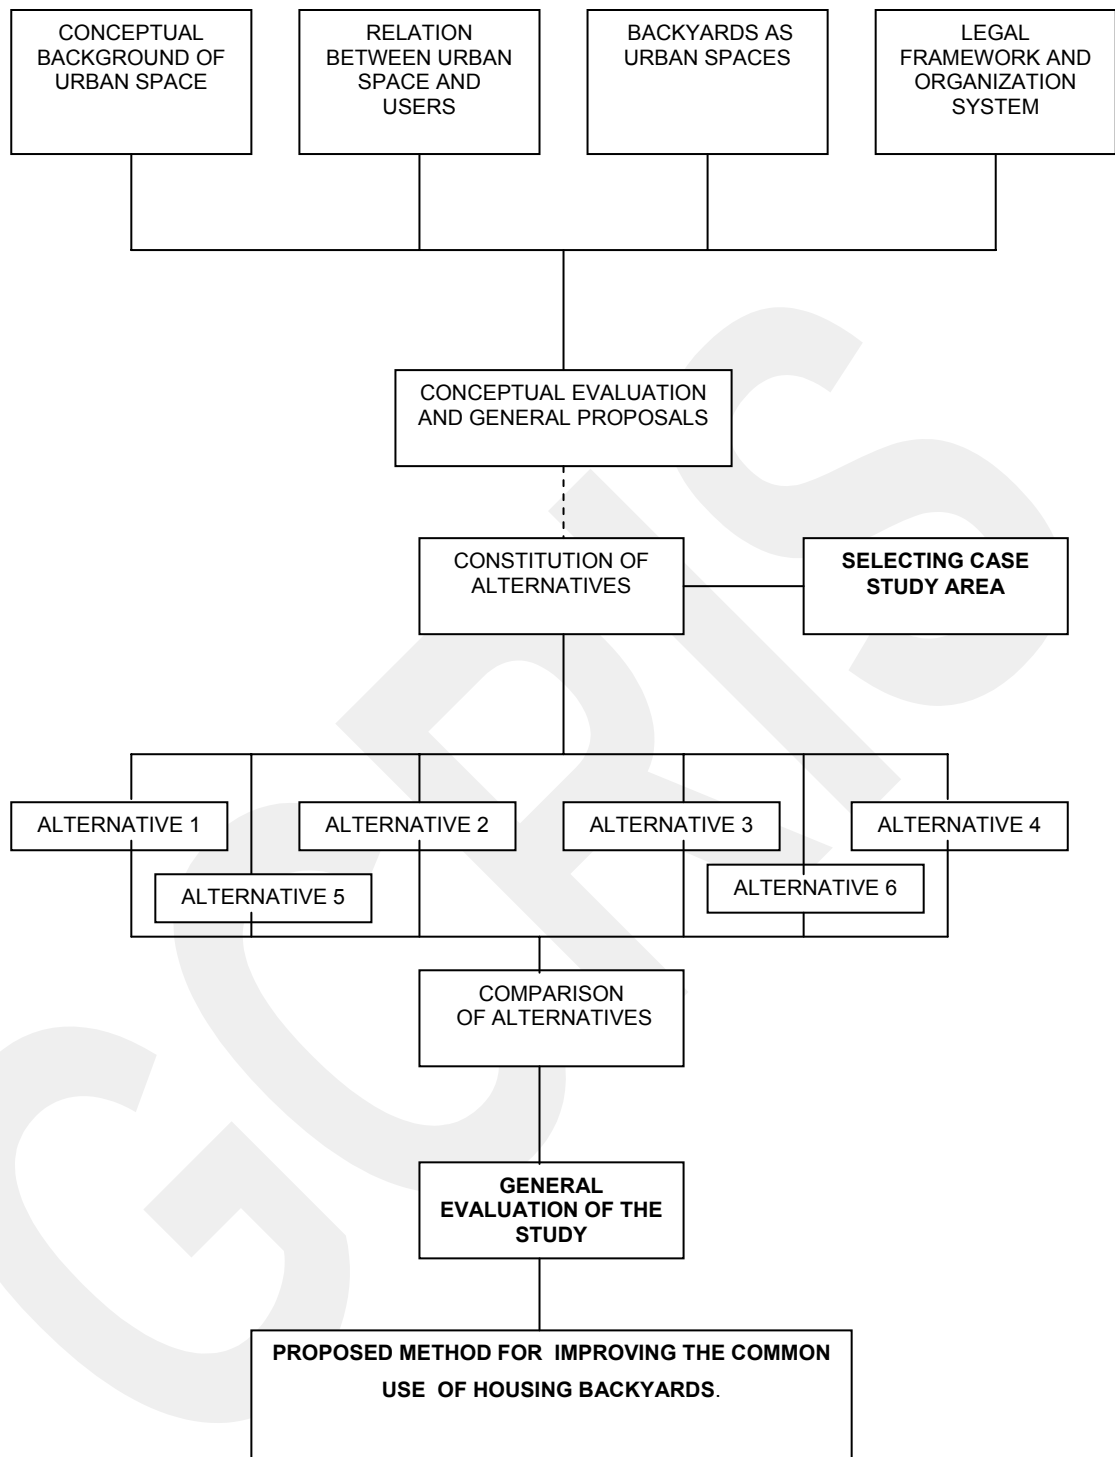 CONCEPTUAL
BACKGROUND OF
URBAN SPACE
RELATION
BETWEEN URBAN
SPACE AND
USERS
BACKYARDS AS
URBAN SPACES
LEGAL
FRAMEWORK AND
ORGANIZATION
SYSTEM
CONCEPTUAL EVALUATION
AND GENERAL PROPOSALS
CONSTITUTION OF
ALTERNATIVES
SELECTING CASE
STUDY AREA
ALTERNATIVE 1
ALTERNATIVE 2
ALTERNATIVE 3
ALTERNATIVE 4
ALTERNATIVE 5
ALTERNATIVE 6
COMPARISON
OF ALTERNATIVES
GENERAL
EVALUATION OF THE
STUDY
PROPOSED METHOD FOR IMPROVING THE COMMON
USE OF HOUSING BACKYARDS.
GCRIS